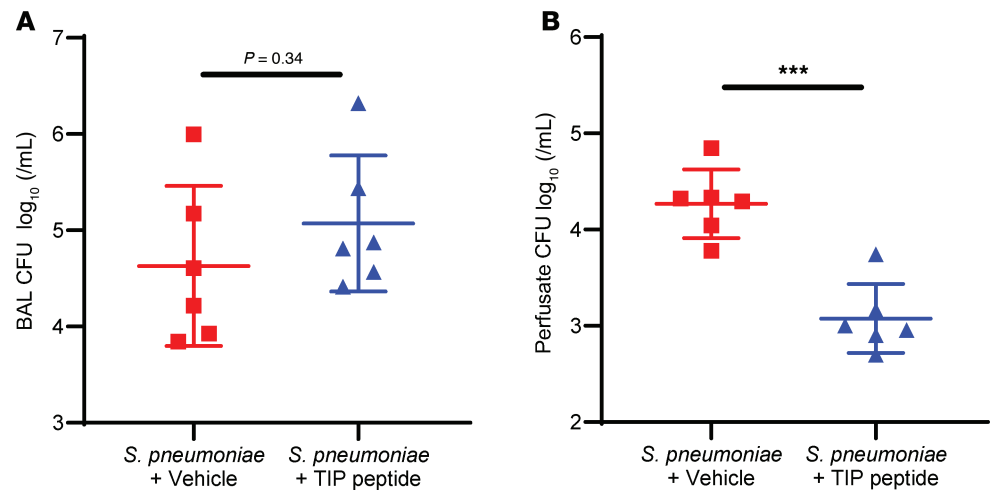 A
BAL CFU log10 (/mL)
7
6
5
4
3
P = 0.34
S. pneumoniae
+ Vehicle
S. pneumoniae
+ TIP peptide
B
Perfusate CFU log10 (/mL)
6
5
4
3
2
***
S. pneumoniae
+ Vehicle
S. pneumoniae
+ TIP peptide